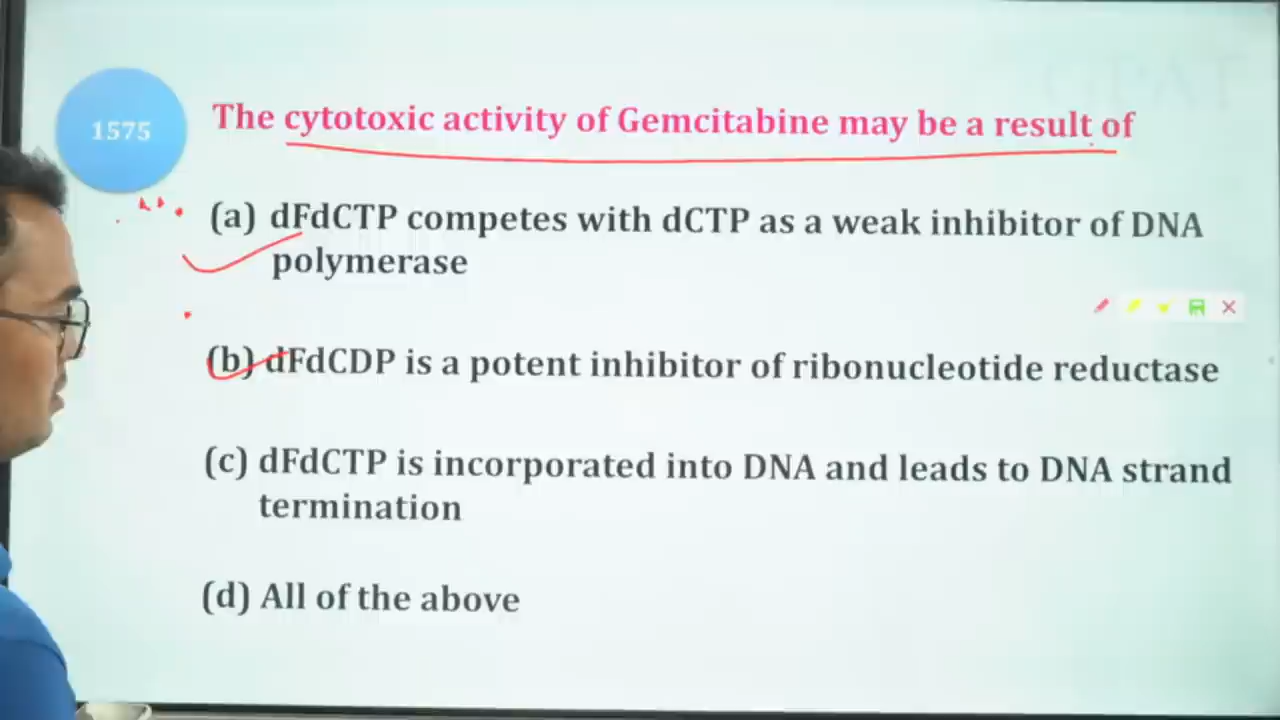 GPAT
1575
The cytotoxic activity of Gemcitabine may be a result of
(a) dFdCTP competes with dCTP as a weak inhibitor of DNA
polymerase
(b) dFdCDP is a potent inhibitor of ribonucleotide reductase
(c) dFdCTP is incorporated into DNA and leads to DNA strand
termination
(d) All of the above